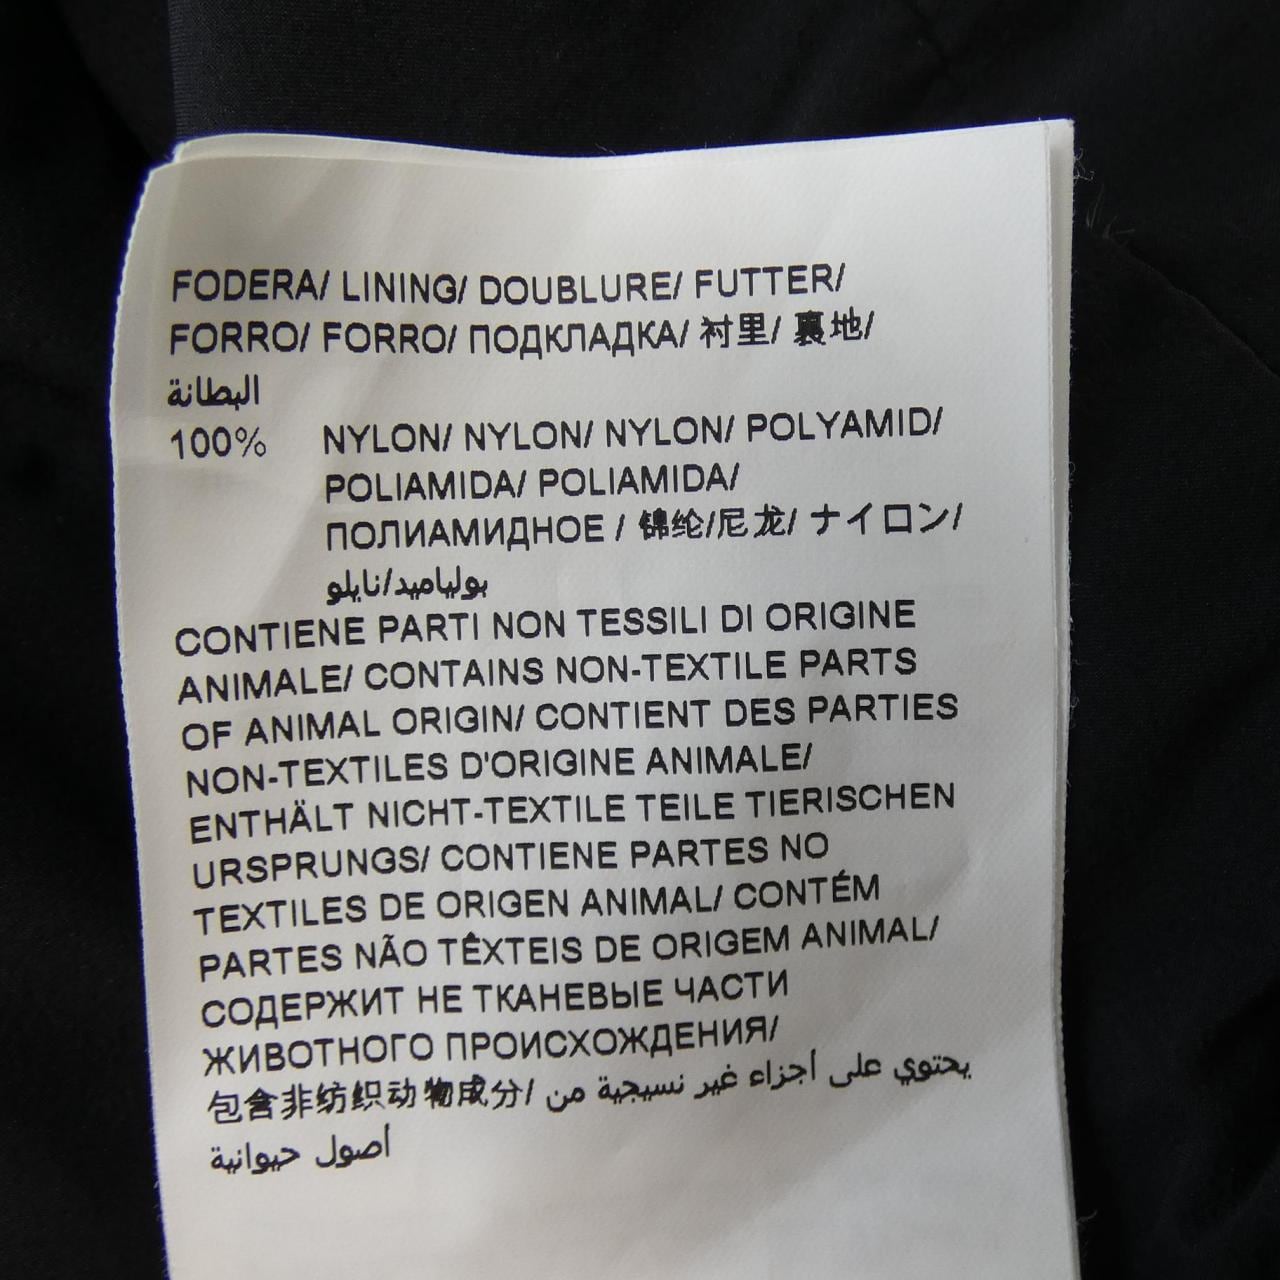 FODERA/ LINING/ DOUBLURE/ FUTTER/
FORRO/ FORRO/ ПОДКЛАДКА/ 衬里/ 裏地/
البطانة
100% NYLON/ NYLON/ NYLON/ POLYAMID/
POLIAMIDA/ POLIAMIDA/
ПОЛИАМИДНОЕ / 锦纶/尼龙/ ナイロン/
بولياميد/نايلو
CONTIENE PARTI NON TESSILI DI ORIGINE
ANIMALE/ CONTAINS NON-TEXTILE PARTS
OF ANIMAL ORIGIN/ CONTIENT DES PARTIES
NON-TEXTILES D'ORIGINE ANIMALE/
ENTHÄLT NICHT-TEXTILE TEILE TIERISCHEN
URSPRUNGS/ CONTIENE PARTES NO
TEXTILES DE ORIGEN ANIMAL/ CONTÉM
PARTES NÃO TÊXTEIS DE ORIGEM ANIMAL/
СОДЕРЖИТ НЕ ТКАНЕВЫЕ ЧАСТИ
ЖИВОТНОГО ПРОИСХОЖДЕНИЯ/
包含非纺织动物成分/ يحتوي على أجزاء غير نسيجية من
أصول حيوانية